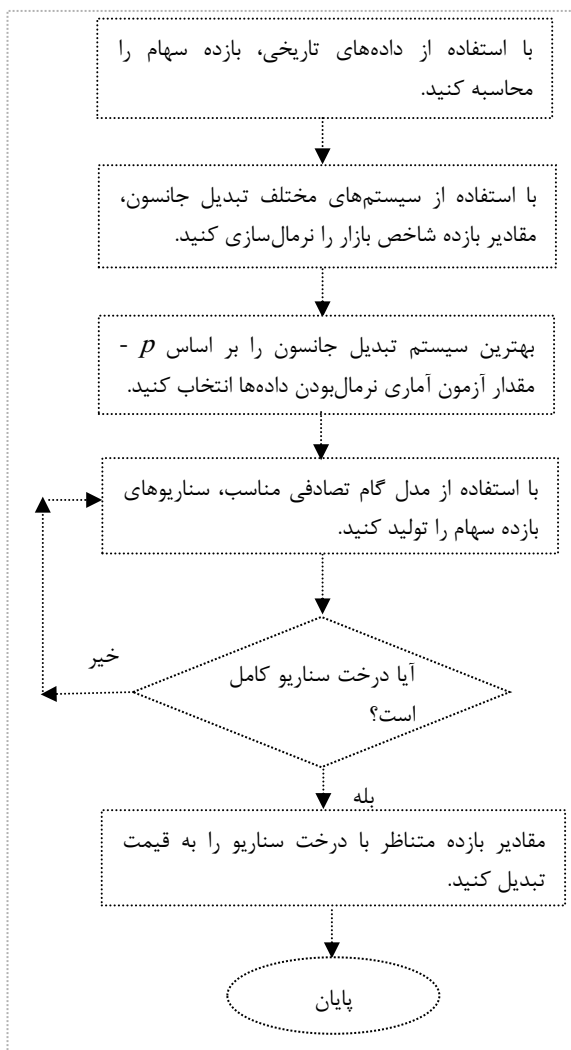 با استفاده از داده‌های تاریخی، بازده سهام را
محاسبه کنید.
با استفاده از سیستم‌های مختلف تبدیل جانسون،
مقادیر بازده شاخص بازار را نرمال‌سازی کنید.
بهترین سیستم تبدیل جانسون را بر اساس p -
مقدار آزمون آماری نرمال‌بودن داده‌ها انتخاب کنید.
با استفاده از مدل گام تصادفی مناسب، سناریوهای
بازده سهام را تولید کنید.
خیر
آیا درخت سناریو کامل
است؟
بله
مقادیر بازده متناظر با درخت سناریو را به قیمت
تبدیل کنید.
پایان